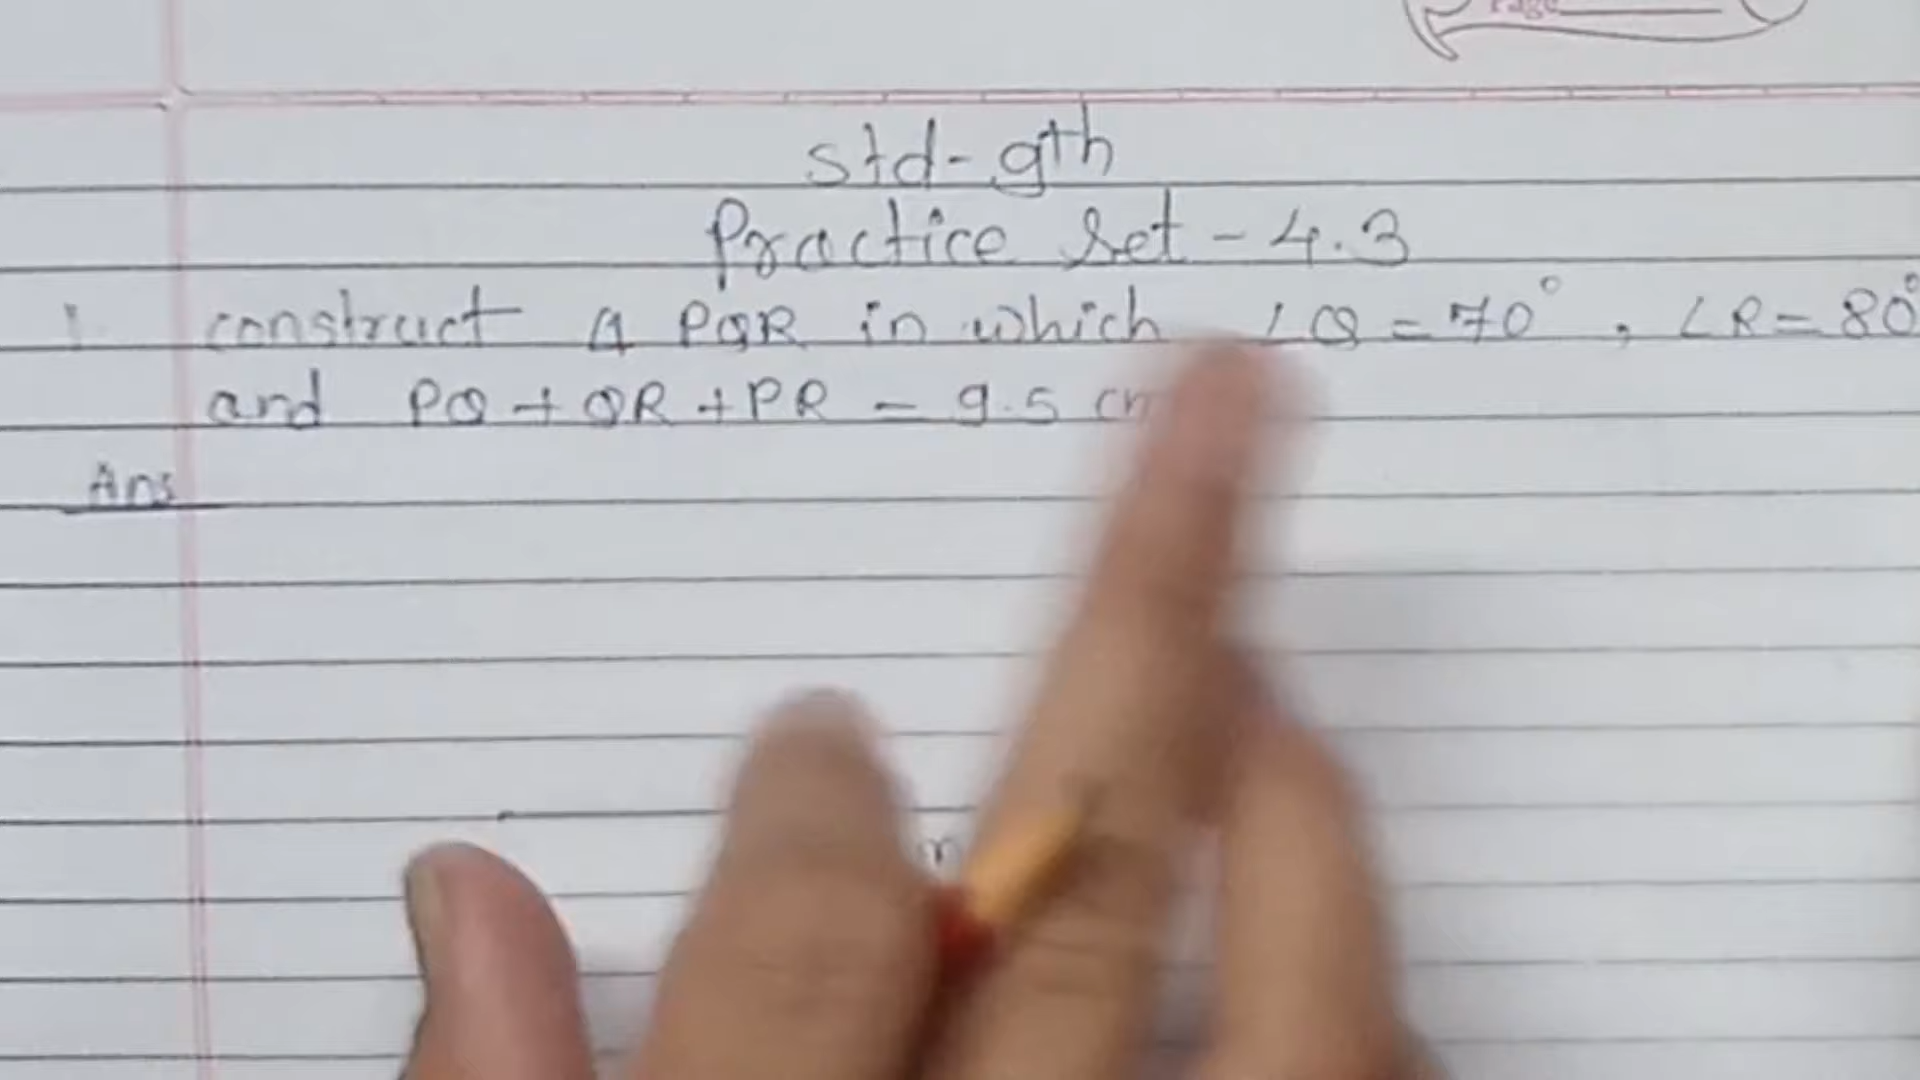 Page
Std-9th
Practice Set - 4.3
1. construct Δ PQR in which ∠Q = 70°, ∠R = 80°
and PQ + QR + PR = 9.5 cm
Ans